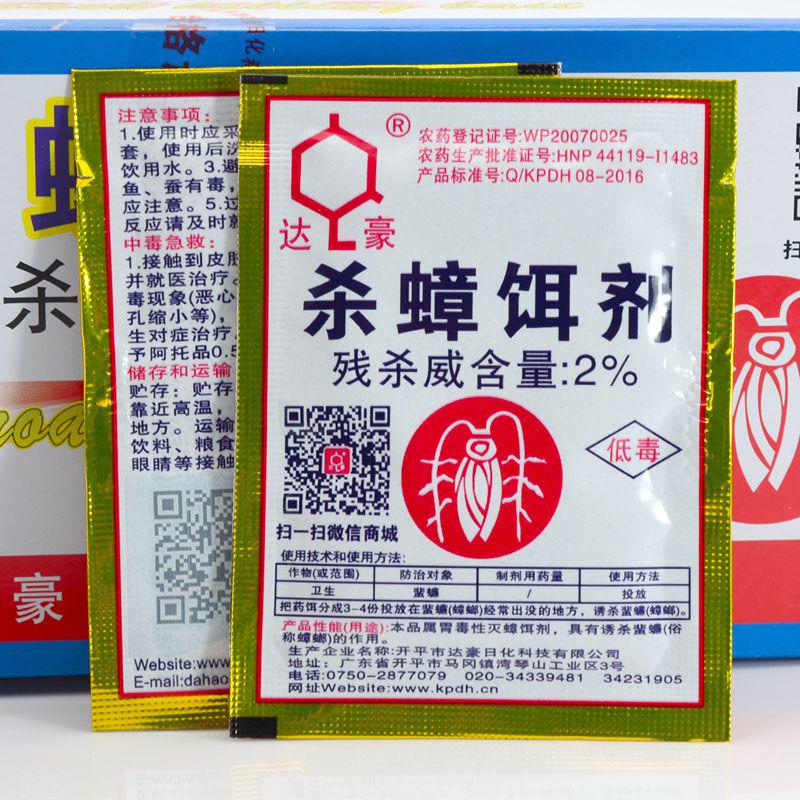 注意事项:
1.使用时应采
套,使用后洗
饮用水。3.避
鱼、蚕有毒,
应注意。5.过
反应请及时就
中毒急救:
1.接触到皮肤
并就医治疗。
毒现象(恶心
孔缩小等),
生对症治疗
予阿托品0.5
储存和运输
贮存:贮存
靠近高温,
地方。运输
饮料、粮食
眼睛等接触
Website:www
E-mail:daho
®
达豪
农药登记证号:WP20070025
农药生产批准证号:HNP 44119-I1483
产品标准号:Q/KPDH 08-2016
杀蟑饵剂
残杀威含量:2%
低毒
扫一扫微信商城
使用技术和使用方法:
作物(或范围) 防治对象 制剂用药量 使用方法
卫生 蜚蠊 / 投放
把药饵分成3-4份投放在蜚蠊(蟑螂)经常出没的地方,诱杀蜚蠊(蟑螂)。
产品性能(用途):本品属胃毒性灭蟑饵剂,具有诱杀蜚蠊(俗
称蟑螂)的作用。
生产企业名称:开平市达豪日化科技有限公司
地址:广东省开平市马冈镇湾琴山工业区3号
电话:0750-2877079 020-34339481 34231905
网址Website:www.kpdh.cn
杀
豪
扫